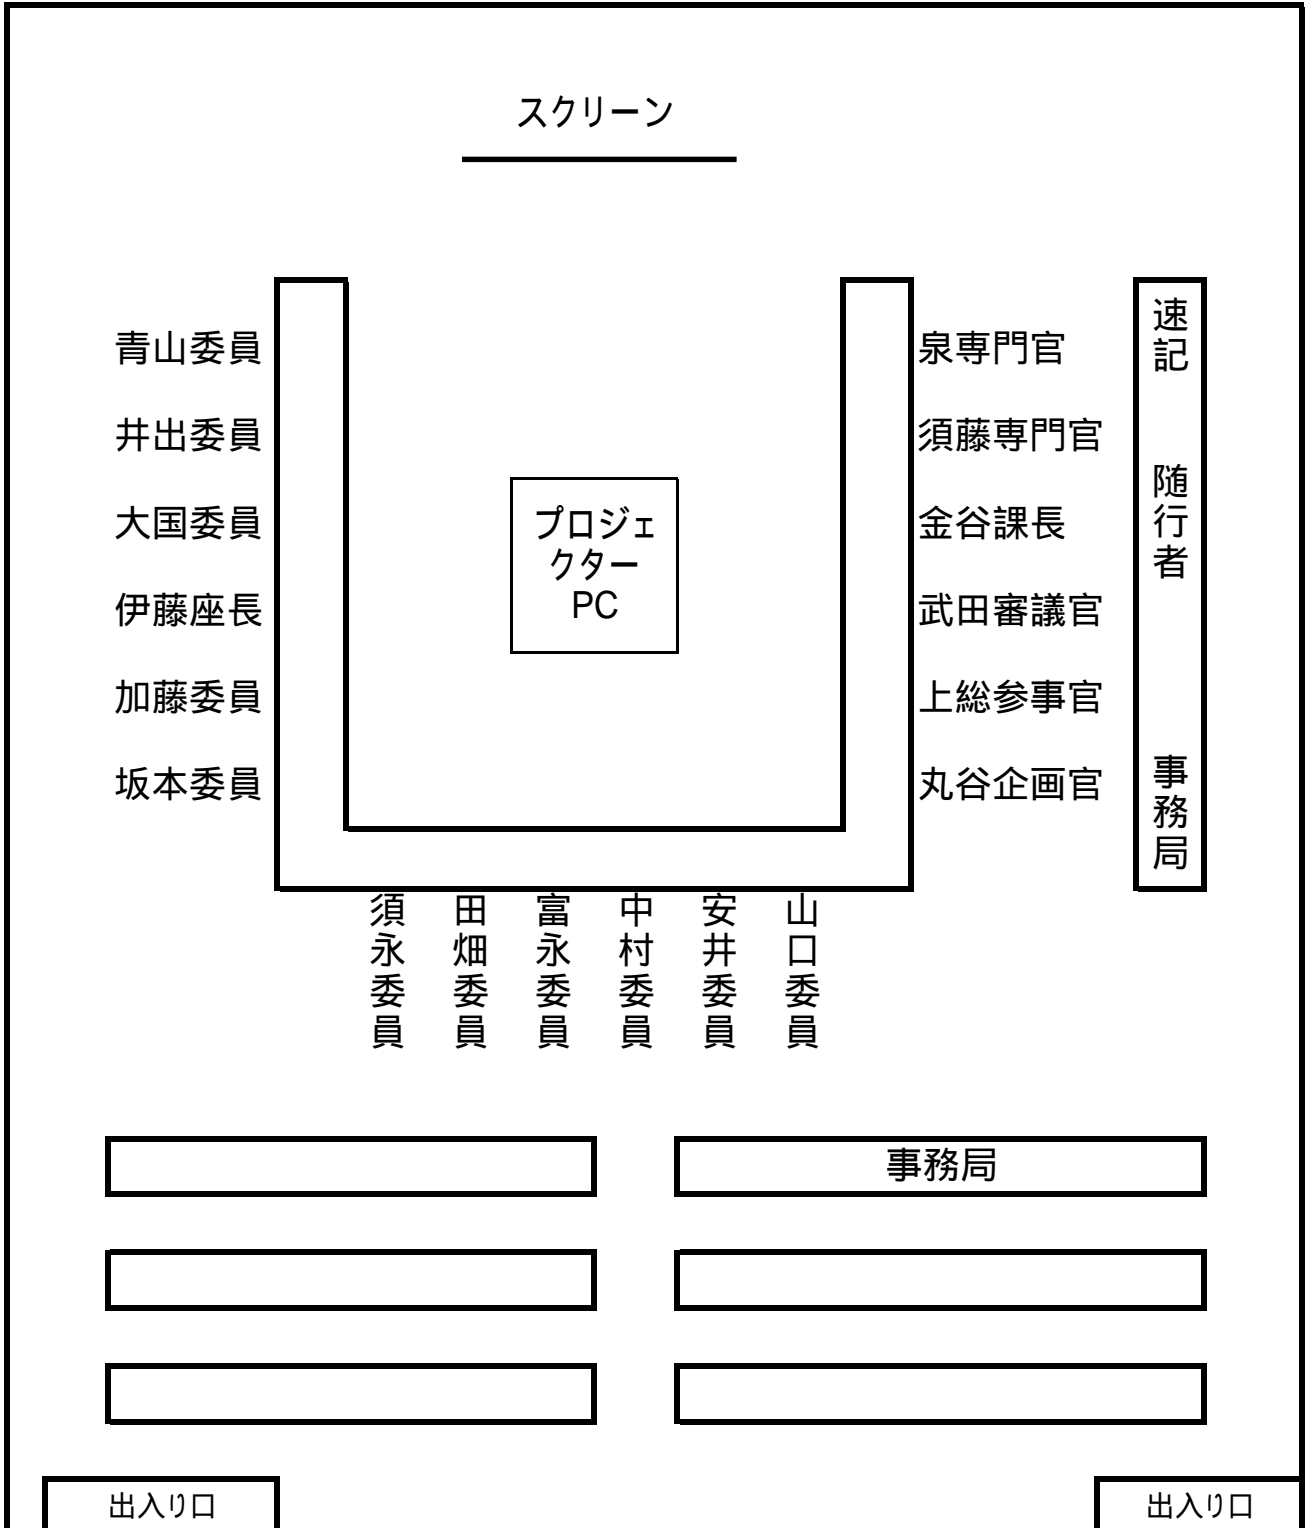 スクリーン
青山委員
井出委員
大国委員
伊藤座長
加藤委員
坂本委員
プロジェ
クター
PC
泉専門官
須藤専門官
金谷課長
武田審議官
上総参事官
丸谷企画官
速記
随行者
事務局
須永委員
田畑委員
富永委員
中村委員
安井委員
山口委員
事務局
出入り口
出入り口